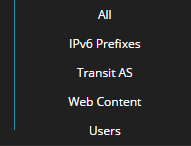 All
IPv6 Prefixes
Transit AS
Web Content
Users